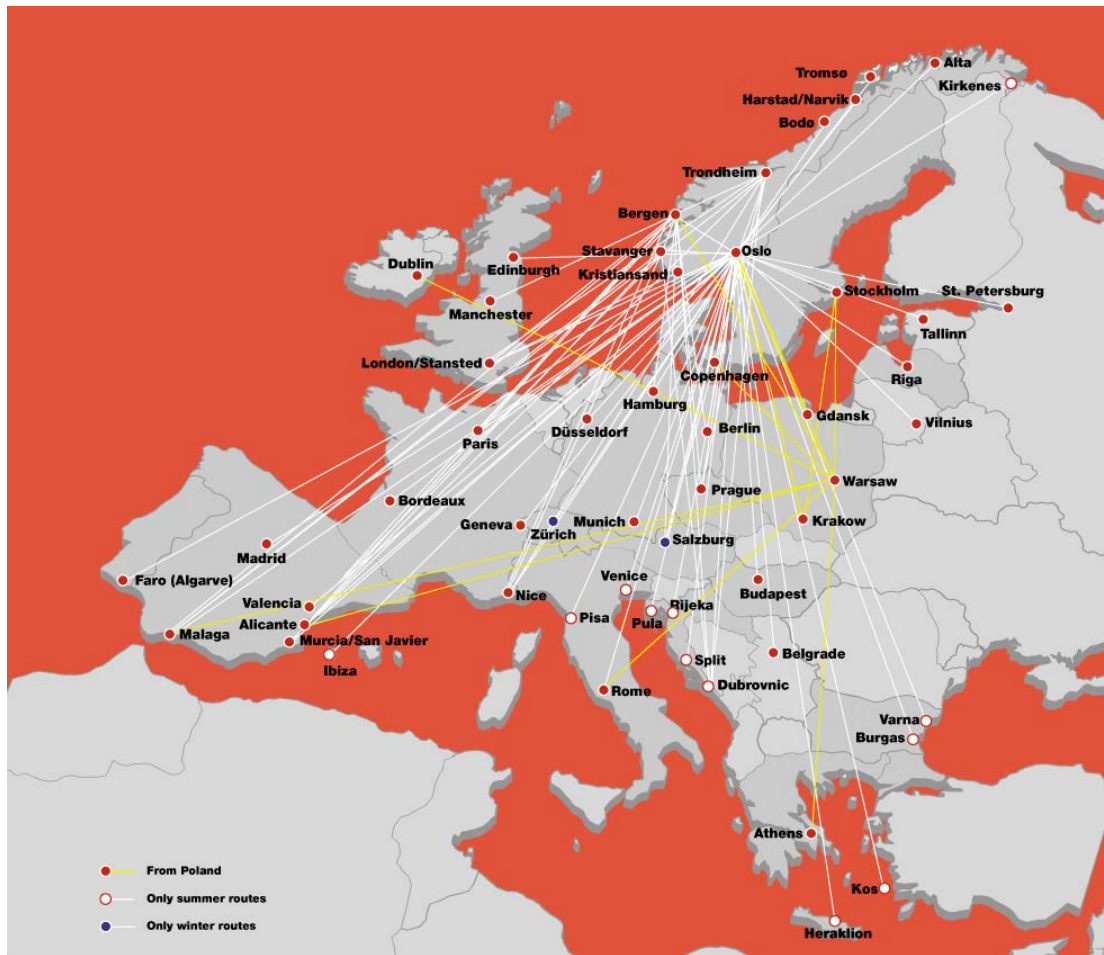 Alta
Tromsø
Kirkenes
Harstad/Narvik
Bodø
Trondheim
Bergen
Stavanger
Oslo
Dublin
Edinburgh
Kristiansand
Stockholm
St. Petersburg
Manchester
Tallinn
London/Stansted
Copenhagen
Riga
Hamburg
Gdansk
Vilnius
Paris
Düsseldorf
Berlin
Warsaw
Prague
Bordeaux
Geneva
Zürich
Munich
Krakow
Salzburg
Madrid
Faro (Algarve)
Venice
Budapest
Nice
Valencia
Rijeka
Pisa
Pula
Alicante
Malaga
Murcia/San Javier
Ibiza
Split
Belgrade
Dubrovnic
Rome
Varna
Burgas
Athens
From Poland
Kos
Only summer routes
Only winter routes
Heraklion